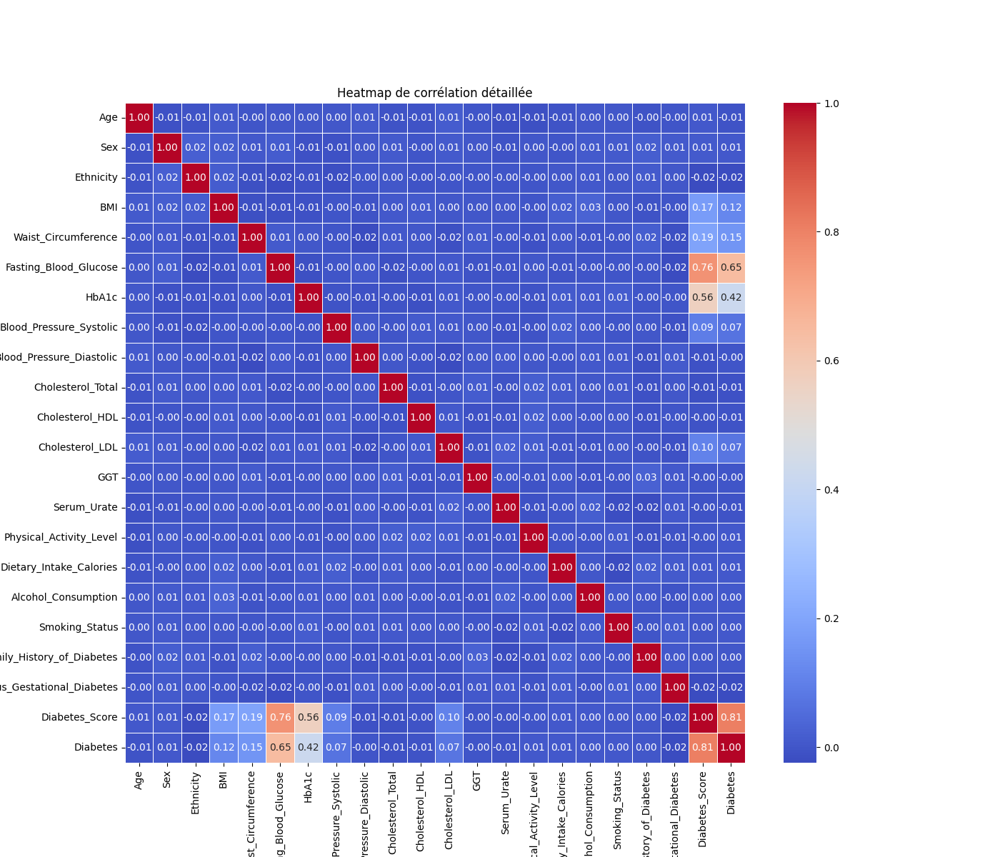 Heatmap de corrélation détaillée
Age 1.00 -0.01 -0.01 0.01 -0.00 0.00 0.00 0.00 0.01 -0.01 -0.01 0.01 -0.00 -0.01 -0.01 -0.01 0.00 0.00 -0.00 -0.00 0.01 -0.01
Sex -0.01 1.00 0.02 0.02 0.01 0.01 -0.01 -0.01 0.00 0.01 -0.00 0.01 0.00 -0.01 0.00 -0.00 0.01 0.01 0.02 0.01 0.01 0.01
Ethnicity -0.01 0.02 1.00 0.02 -0.01 -0.02 -0.01 -0.02 -0.00 0.00 -0.00 -0.00 -0.00 -0.00 -0.00 0.00 0.01 0.00 0.01 0.00 -0.02 -0.02
BMI 0.01 0.02 0.02 1.00 -0.01 -0.01 -0.01 -0.00 -0.01 0.00 0.01 0.00 0.00 0.00 -0.00 0.02 0.03 0.00 -0.01 -0.00 0.17 0.12
Waist_Circumference -0.00 0.01 -0.01 -0.01 1.00 0.01 0.00 -0.00 -0.02 0.01 0.00 -0.02 0.01 -0.00 -0.01 0.00 -0.01 -0.00 0.02 -0.02 0.19 0.15
Fasting_Blood_Glucose 0.00 0.01 -0.02 -0.01 0.01 1.00 -0.01 -0.00 0.00 -0.02 -0.00 0.01 -0.01 -0.01 0.00 -0.01 -0.00 -0.00 -0.00 -0.02 0.76 0.65
HbA1c 0.00 -0.01 -0.01 -0.01 0.00 -0.01 1.00 -0.00 -0.01 -0.00 -0.00 0.01 -0.00 -0.00 -0.01 0.01 0.01 0.01 -0.00 -0.00 0.56 0.42
Blood_Pressure_Systolic 0.00 -0.01 -0.02 -0.00 -0.00 -0.00 -0.00 1.00 0.00 -0.00 0.01 0.01 0.00 -0.01 -0.00 0.02 0.00 -0.00 0.00 -0.01 0.09 0.07
Blood_Pressure_Diastolic 0.01 0.00 -0.00 -0.01 -0.02 0.00 -0.01 0.00 1.00 0.00 -0.00 -0.02 0.00 0.00 0.00 -0.00 0.01 0.01 -0.01 0.01 -0.01 -0.00
Cholesterol_Total -0.01 0.01 0.00 0.00 0.01 -0.02 -0.00 -0.00 0.00 1.00 -0.01 -0.00 0.01 -0.00 0.02 0.01 0.00 0.01 -0.01 0.00 -0.01 -0.01
Cholesterol_HDL -0.01 -0.00 -0.00 0.01 0.00 -0.00 -0.00 0.01 -0.00 -0.01 1.00 0.01 -0.01 -0.01 0.02 0.00 -0.00 0.00 -0.01 -0.00 -0.00 -0.01
Cholesterol_LDL 0.01 0.01 -0.00 0.00 -0.02 0.01 0.01 0.01 -0.02 -0.00 0.01 1.00 -0.01 0.02 0.01 -0.01 -0.01 0.00 -0.00 -0.01 0.10 0.07
GGT -0.00 0.00 -0.00 0.00 0.01 -0.01 -0.00 0.00 0.00 0.01 -0.01 -0.01 1.00 -0.00 -0.01 0.00 -0.01 -0.00 0.03 0.01 -0.00 -0.00
Serum_Urate -0.01 -0.01 -0.00 0.00 -0.00 -0.01 -0.00 -0.01 0.00 -0.00 -0.01 0.02 -0.00 1.00 -0.01 -0.00 0.02 -0.02 -0.02 0.01 -0.00 -0.01
Physical_Activity_Level -0.01 0.00 -0.00 -0.00 -0.01 0.00 -0.01 -0.00 0.00 0.02 0.02 0.01 -0.01 -0.01 1.00 -0.00 -0.00 0.01 -0.01 -0.01 -0.00 0.01
Dietary_Intake_Calories -0.01 -0.00 0.00 0.02 0.00 -0.01 0.01 0.02 -0.00 0.01 0.00 -0.01 0.00 -0.00 -0.00 1.00 0.00 -0.02 0.02 0.01 0.01 0.01
Alcohol_Consumption 0.00 0.01 0.01 0.03 -0.01 -0.00 0.01 0.00 0.01 0.00 -0.00 -0.01 -0.01 0.02 -0.00 0.00 1.00 0.00 0.00 -0.00 0.00 0.00
Smoking_Status 0.00 0.01 0.00 0.00 -0.00 -0.00 0.01 -0.00 0.01 0.01 0.00 0.00 -0.00 -0.02 0.01 -0.02 0.00 1.00 -0.00 0.01 0.00 0.00
ily_History_of_Diabetes -0.00 0.02 0.01 -0.01 0.02 -0.00 -0.00 0.00 -0.01 -0.01 -0.01 -0.00 0.03 -0.02 -0.01 0.02 0.00 -0.00 1.00 0.00 0.00 0.00
us_Gestational_Diabetes -0.00 0.01 0.00 -0.00 -0.02 -0.02 -0.00 -0.01 0.01 0.00 -0.00 -0.01 0.01 0.01 -0.01 0.01 -0.00 0.01 0.00 1.00 -0.02 -0.02
Diabetes_Score 0.01 0.01 -0.02 0.17 0.19 0.76 0.56 0.09 -0.01 -0.01 -0.00 0.10 -0.00 -0.00 -0.00 0.01 0.00 0.00 0.00 -0.02 1.00 0.81
Diabetes -0.01 0.01 -0.02 0.12 0.15 0.65 0.42 0.07 -0.00 -0.01 -0.01 0.07 -0.00 -0.01 0.01 0.01 0.00 0.00 0.00 -0.02 0.81 1.00
Age
Sex
Ethnicity
BMI
st_Circumference
g_Blood_Glucose
HbA1c
Pressure_Systolic
Pressure_Diastolic
Cholesterol_Total
Cholesterol_HDL
Cholesterol_LDL
GGT
Serum_Urate
cal_Activity_Level
y_Intake_Calories
hol_Consumption
Smoking_Status
story_of_Diabetes
tational_Diabetes
Diabetes_Score
Diabetes
1.0
0.8
0.6
0.4
0.2
0.0